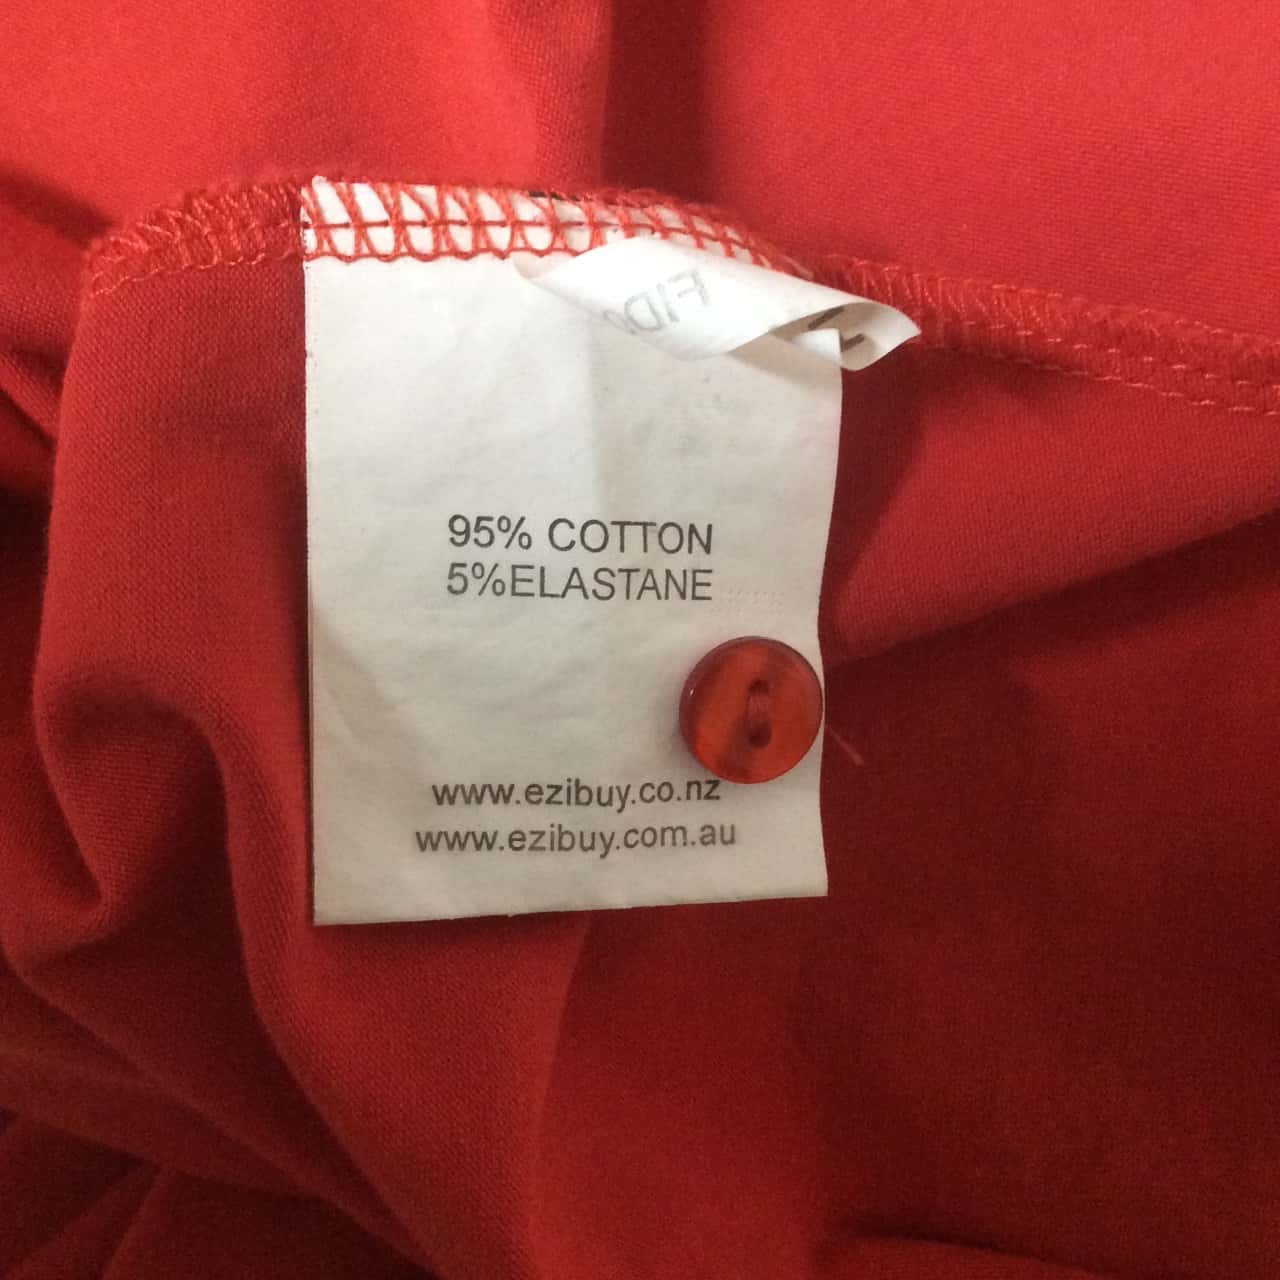 95% COTTON
5%ELASTANE
www.ezibuy.co.nz
www.ezibuy.com.au